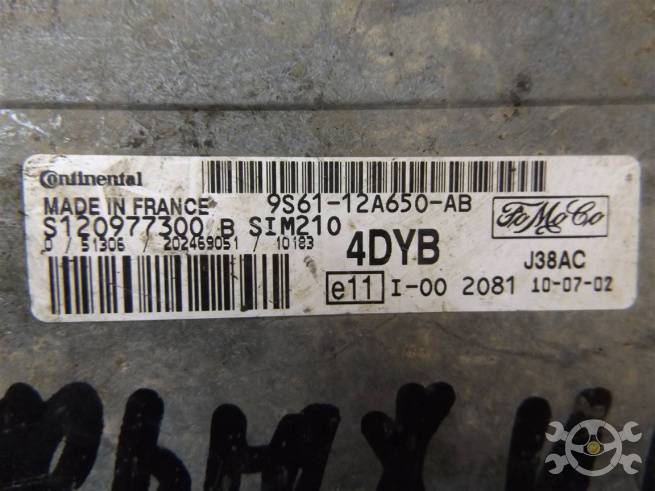 Continental
9S61-12A650-AB
MADE IN FRANCE
S120977300 B SIM210
0 / 51306 / 202469051 / 10183
4DYB
FoMoCo
J38AC
e11 I-00 2081 10-07-02